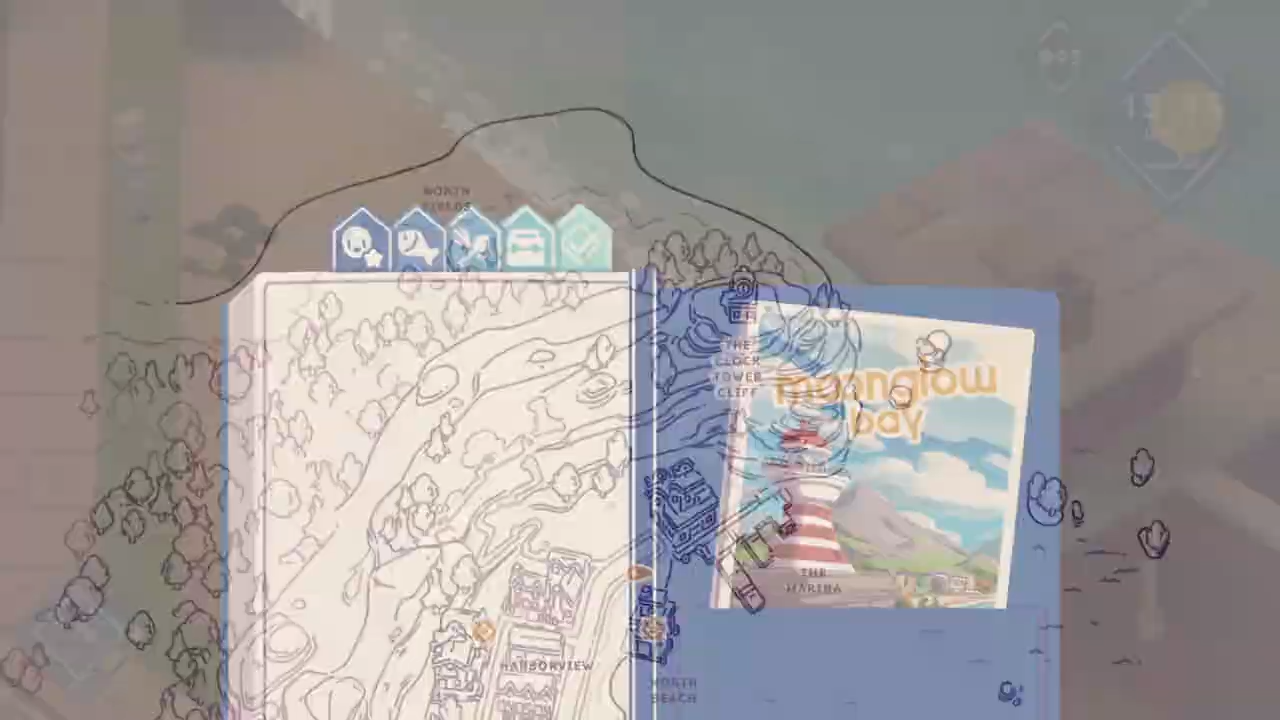 NORTH
FIELDS
THE
CLOCK
TOWER
CLIFF
moonglow
bay
THE
MARINA
HARBORVIEW
NORTH
BEACH